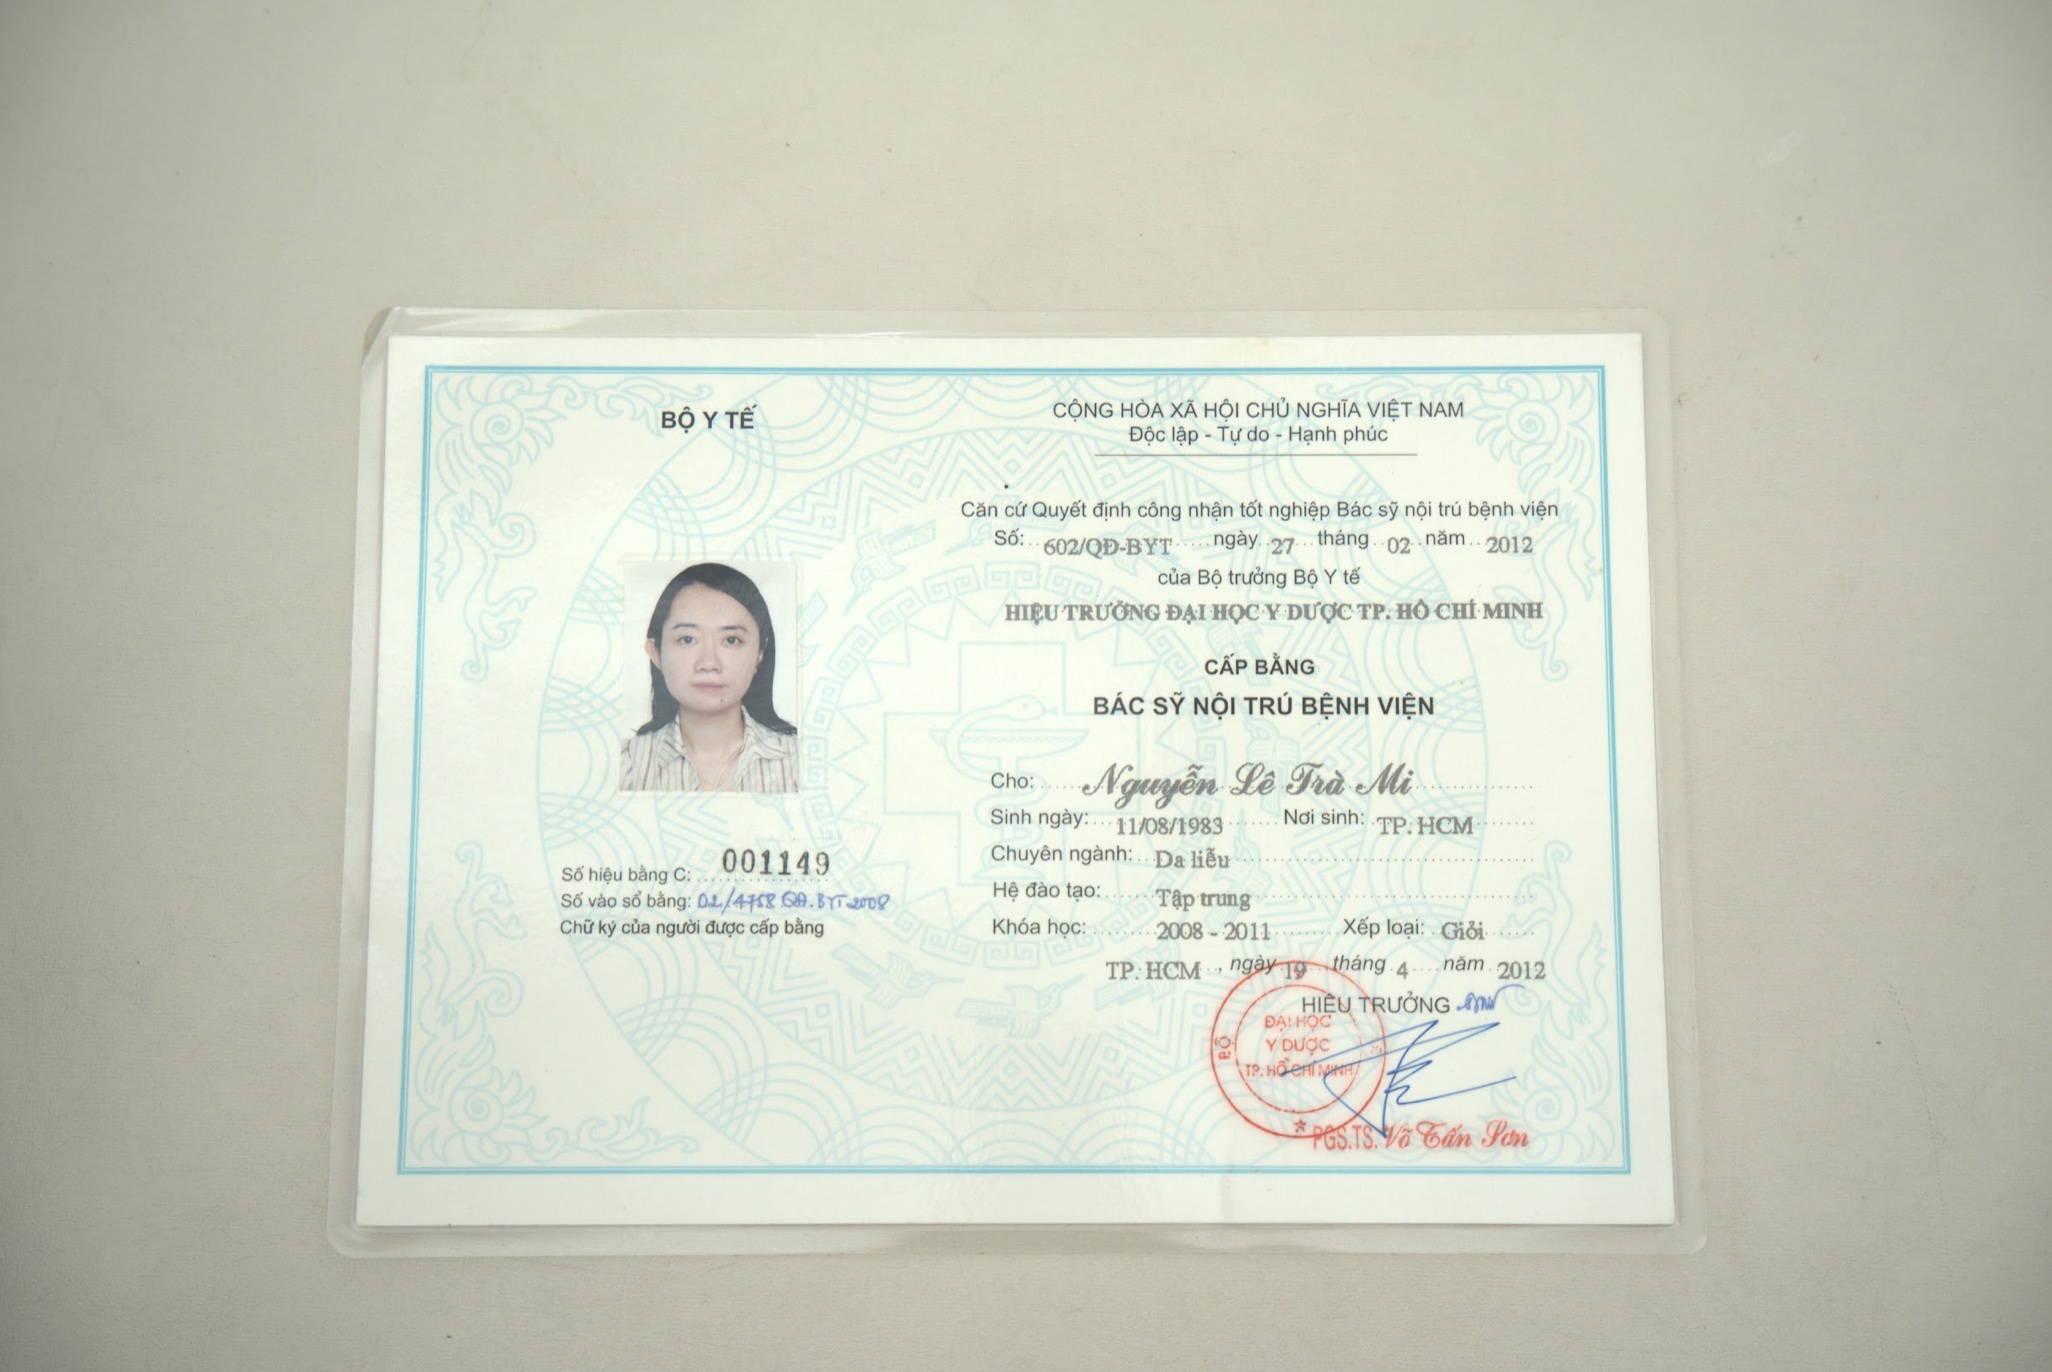 BỘ Y TẾ
CỘNG HÒA XÃ HỘI CHỦ NGHĨA VIỆT NAM
Độc lập - Tự do - Hạnh phúc
Căn cứ Quyết định công nhận tốt nghiệp Bác sỹ nội trú bệnh viện
Số: 602/QĐ-BYT ngày 27 tháng 02 năm 2012
của Bộ trưởng Bộ Y tế
HIỆU TRƯỞNG ĐẠI HỌC Y DƯỢC TP. HỒ CHÍ MINH
CẤP BẰNG
BÁC SỸ NỘI TRÚ BỆNH VIỆN
Cho: Nguyễn Lê Trà Mi
Sinh ngày: 11/08/1983 Nơi sinh: TP. HCM
Chuyên ngành: Da liễu
Hệ đào tạo: Tập trung
Khóa học: 2008 - 2011 Xếp loại: Giỏi
TP. HCM, ngày 19 tháng 4 năm 2012
HIỆU TRƯỞNG
BỘ
ĐẠI HỌC
Y DƯỢC
TP. HỒ CHÍ MINH
PGS.TS. Võ Tấn Sơn
Số hiệu bằng C: 001149
Số vào sổ bằng: 02/4758 QĐ.BYT 2008
Chữ ký của người được cấp bằng